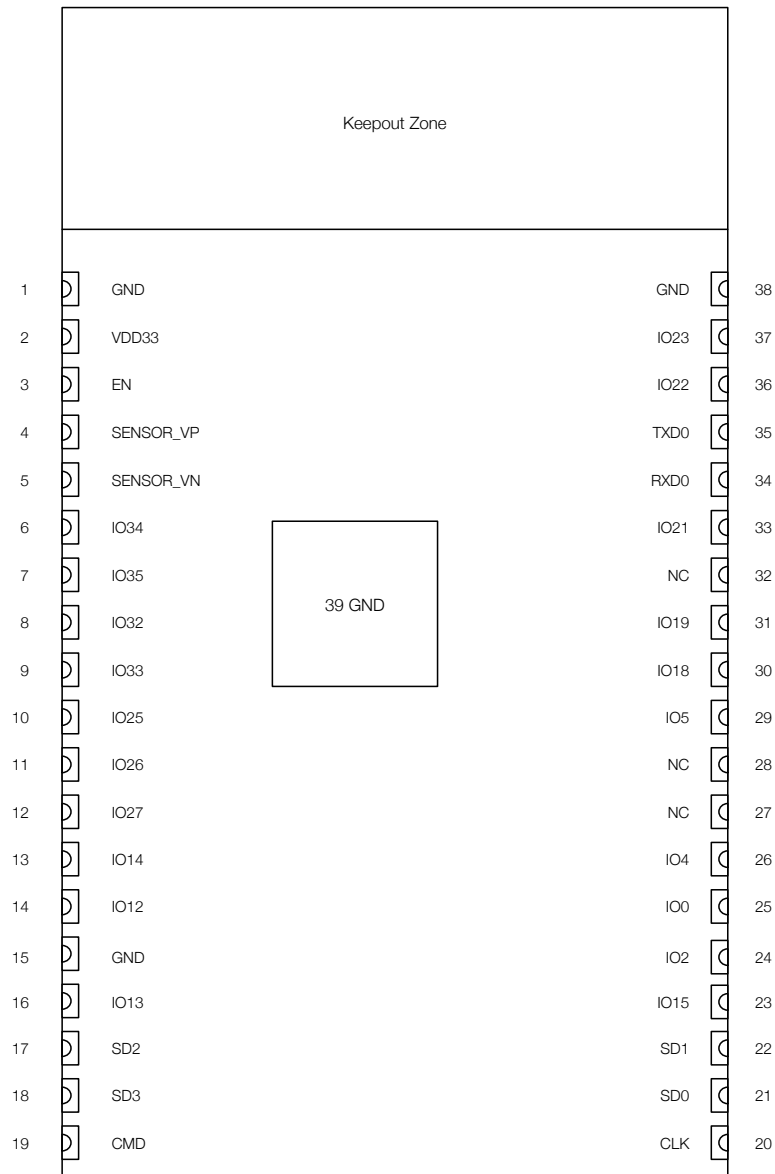 Keepout Zone
1 GND GND 38
2 VDD33 IO23 37
3 EN IO22 36
4 SENSOR_VP TXD0 35
5 SENSOR_VN RXD0 34
6 IO34 IO21 33
7 IO35 NC 32
39 GND
8 IO32 IO19 31
9 IO33 IO18 30
10 IO25 IO5 29
11 IO26 NC 28
12 IO27 NC 27
13 IO14 IO4 26
14 IO12 IO0 25
15 GND IO2 24
16 IO13 IO15 23
17 SD2 SD1 22
18 SD3 SD0 21
19 CMD CLK 20